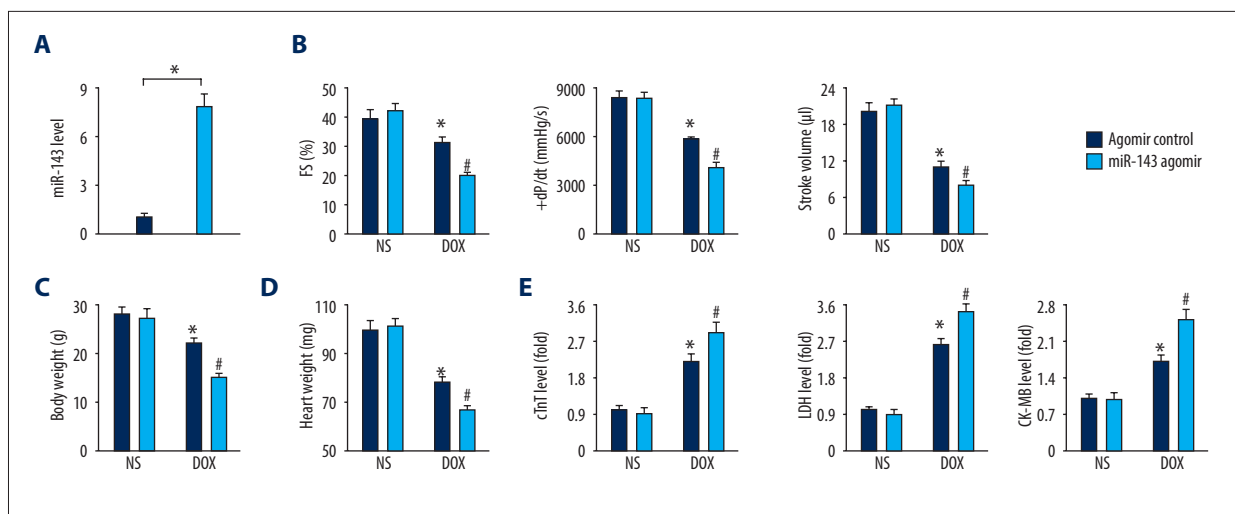 A
miR-143 level
9
6
3
0
*
B
FS (%)
50
40
30
20
10
0
*
#
NS
DOX
+dP/dt (mmHg/s)
9000
6000
3000
0
*
#
NS
DOX
Stroke volume (µl)
24
18
12
6
0
*
#
NS
DOX
Agomir control
miR-143 agomir
C
Body weight (g)
30
20
10
0
*
#
NS
DOX
D
Heart weight (mg)
110
90
70
50
*
#
NS
DOX
E
cTnT level (fold)
3.6
2.7
1.8
0.9
0
*
#
NS
DOX
LDH level (fold)
3.6
2.7
1.8
0.9
0
*
#
NS
DOX
CK-MB level (fold)
2.8
2.1
1.4
0.7
0
*
#
NS
DOX